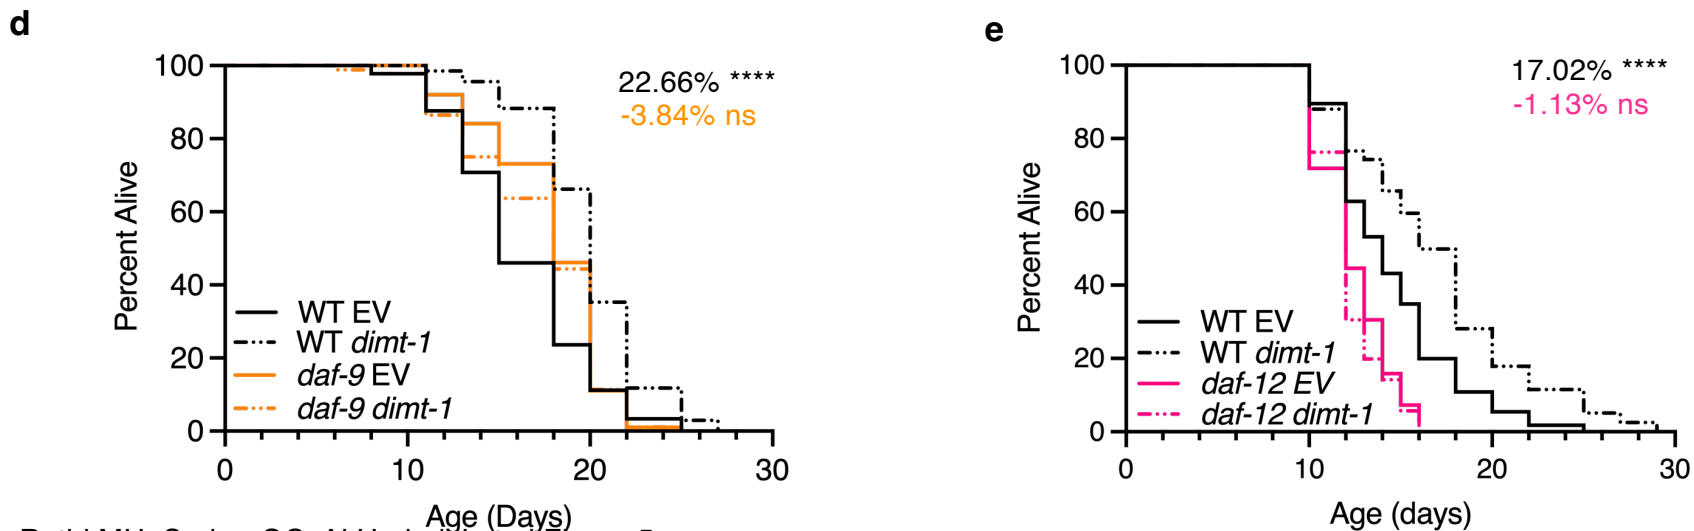 d
100
80
60
40
20
0
Percent Alive
22.66% ****
-3.84% ns
WT EV
WT dimt-1
daf-9 EV
daf-9 dimt-1
0 10 20 30
Age (Days)
e
100
80
60
40
20
0
Percent Alive
17.02% ****
-1.13% ns
WT EV
WT dimt-1
daf-12 EV
daf-12 dimt-1
0 10 20 30
Age (days)